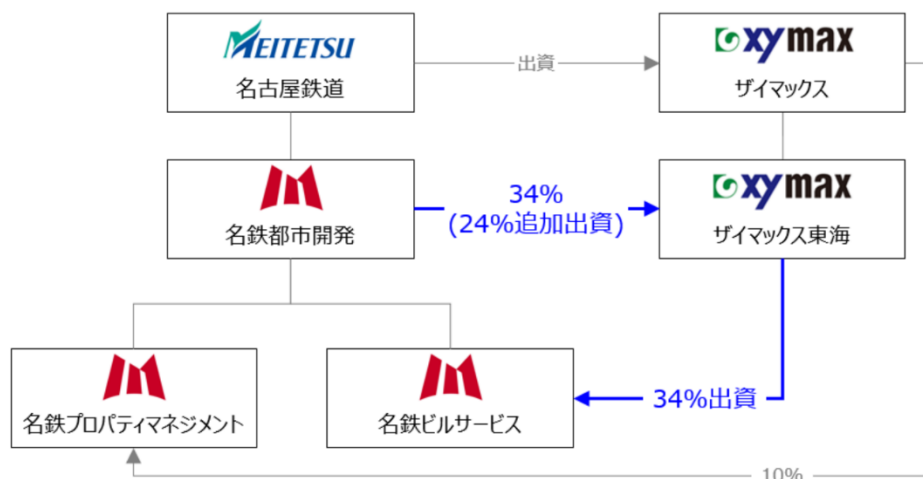 MEITETSU
名古屋鉄道
出資
xymax
ザイマックス
名鉄都市開発
34%
(24%追加出資)
xymax
ザイマックス東海
名鉄プロパティマネジメント
名鉄ビルサービス
34%出資
10%